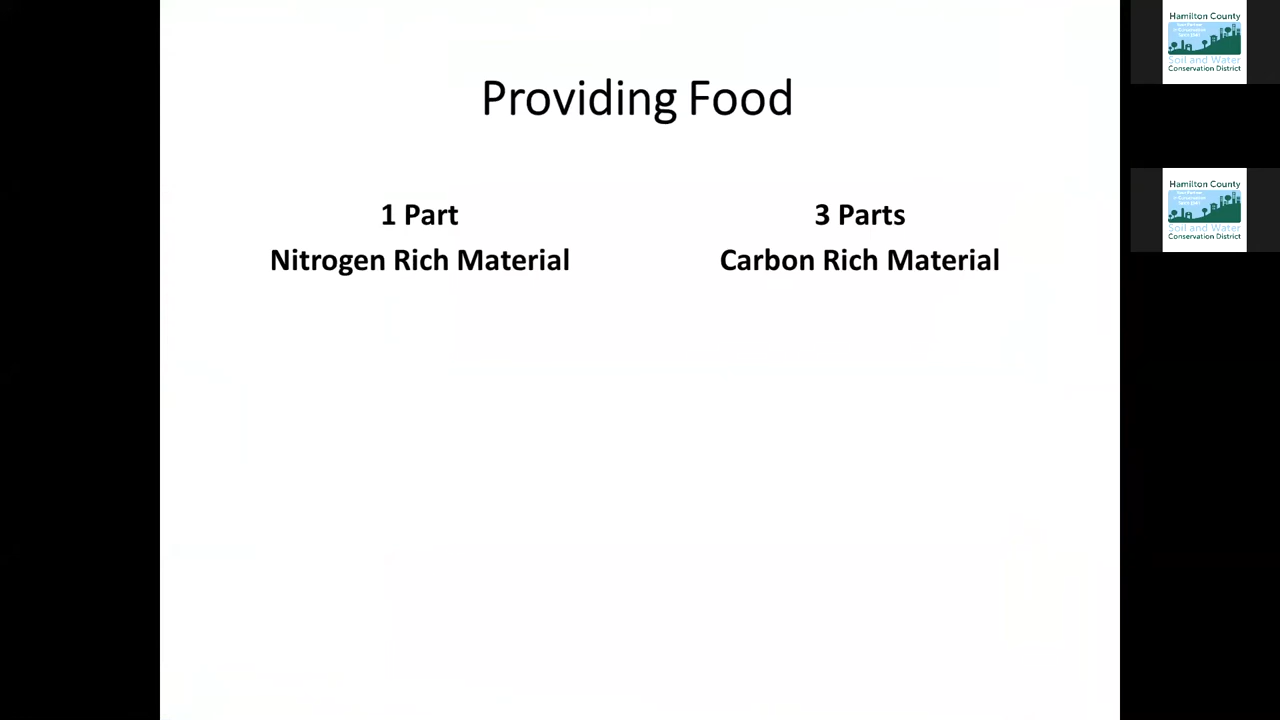 Providing Food
1 Part
Nitrogen Rich Material
3 Parts
Carbon Rich Material
Hamilton County
Soil and Water
Conservation District
Hamilton County
Soil and Water
Conservation District